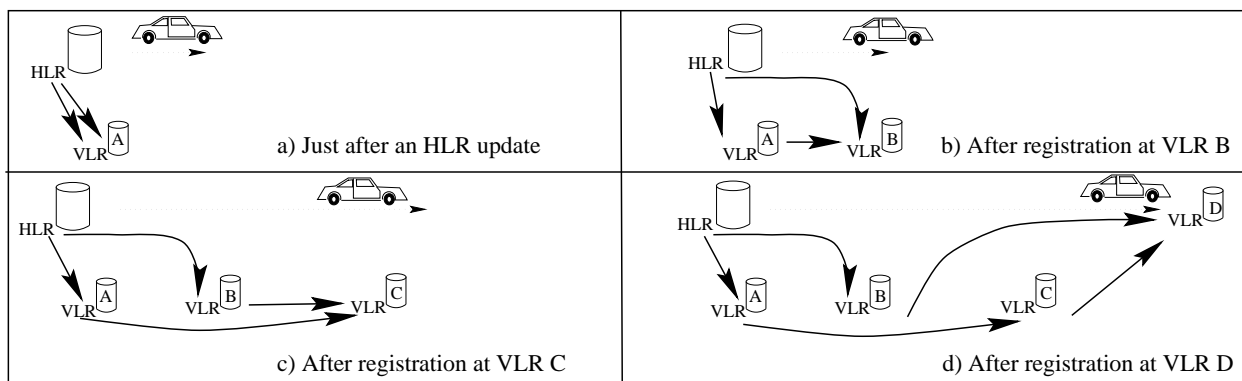 HLR
VLR A
a) Just after an HLR update
HLR
VLR A
VLR B
b) After registration at VLR B
HLR
VLR A
VLR B
VLR C
c) After registration at VLR C
HLR
VLR D
VLR A
VLR B
VLR C
d) After registration at VLR D